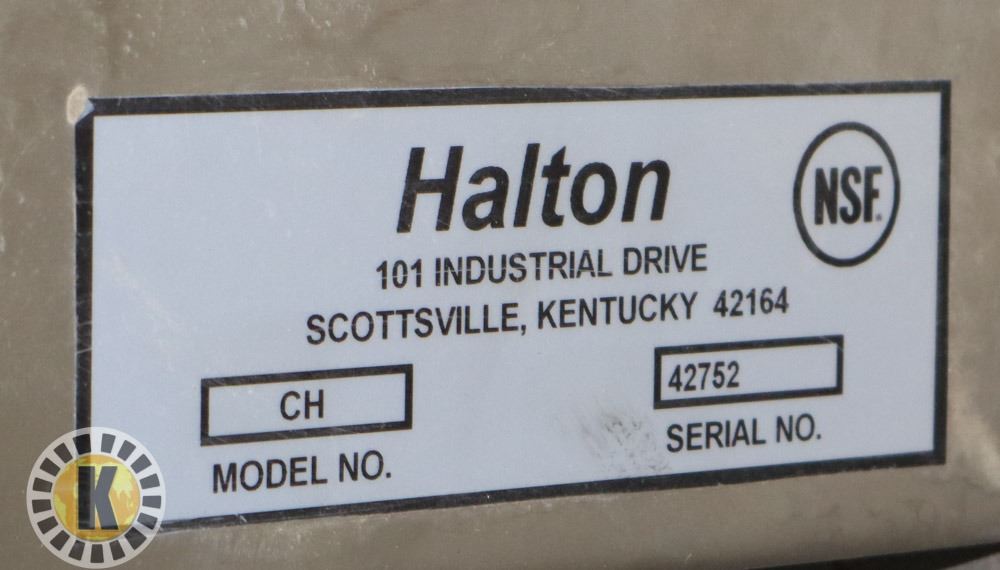 Halton
NSF.
101 INDUSTRIAL DRIVE
SCOTTSVILLE, KENTUCKY 42164
CH
42752
MODEL NO.
SERIAL NO.
K